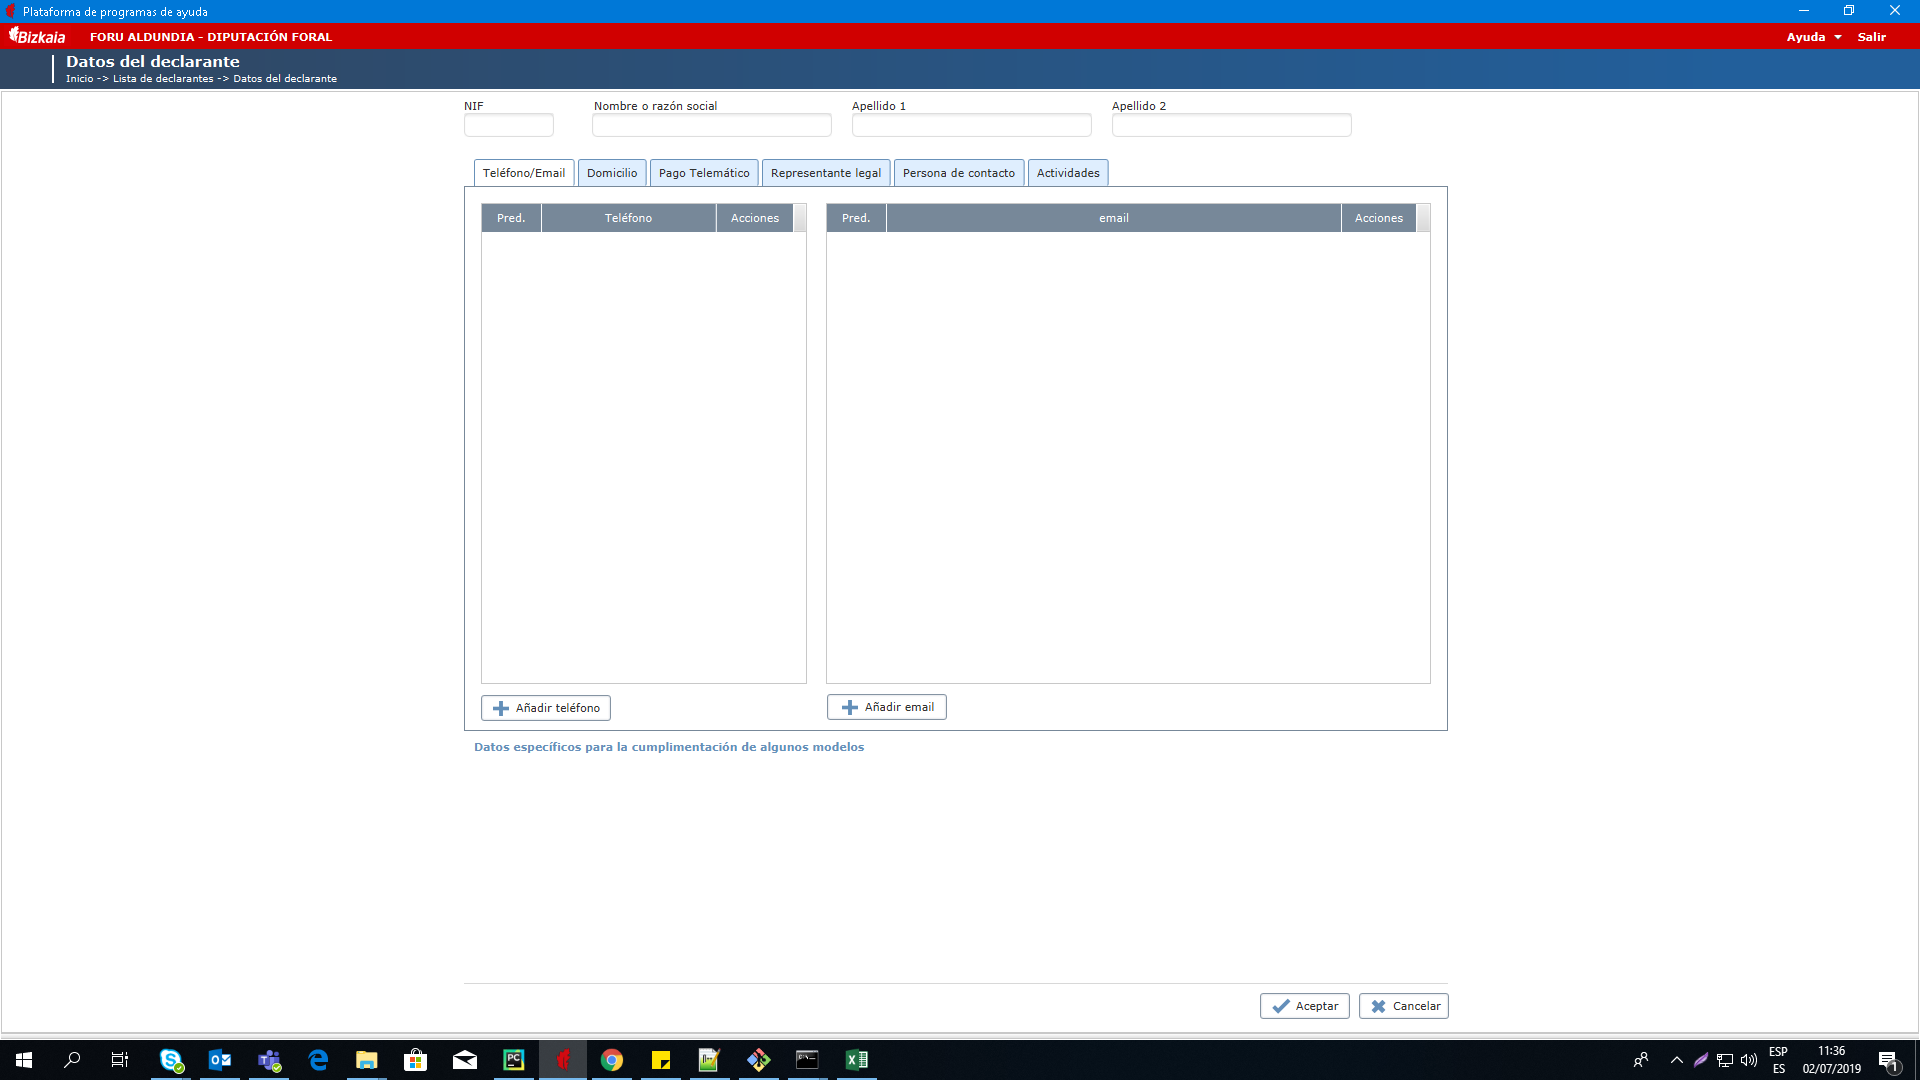 Plataforma de programas de ayuda
Bizkaia FORU ALDUNDIA - DIPUTACIÓN FORAL Ayuda Salir
Datos del declarante
Inicio -> Lista de declarantes -> Datos del declarante
NIF Nombre o razón social Apellido 1 Apellido 2
Teléfono/Email Domicilio Pago Telemático Representante legal Persona de contacto Actividades
Pred. Teléfono Acciones Pred. email Acciones
Añadir teléfono Añadir email
Datos específicos para la cumplimentación de algunos modelos
Aceptar Cancelar
ESP 11:36
ES 02/07/2019 1